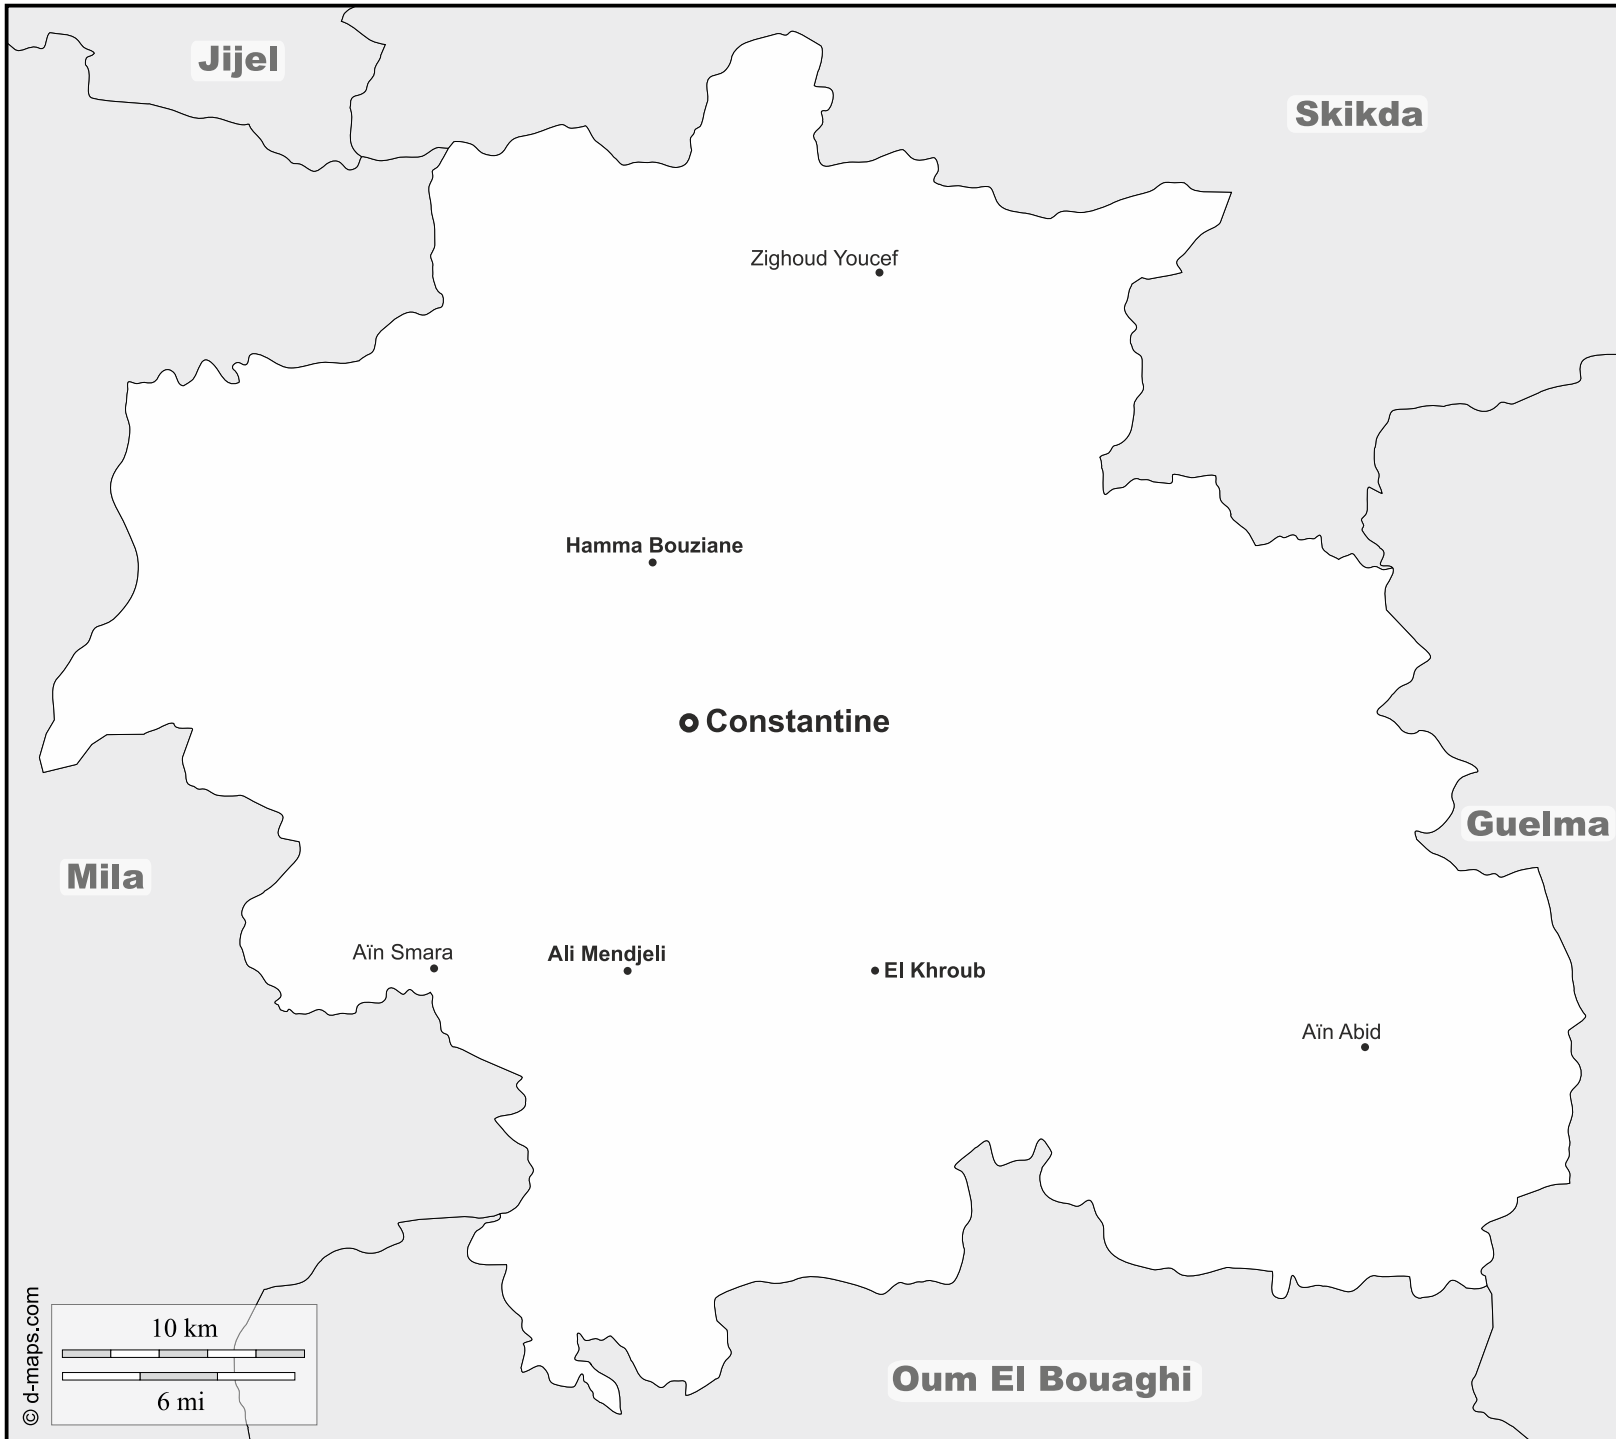 Jijel
Skikda
Zighoud Youcef
Hamma Bouziane
Constantine
Guelma
Mila
Aïn Smara
Ali Mendjeli
El Khroub
Aïn Abid
Oum El Bouaghi
10 km
6 mi
© d-maps.com